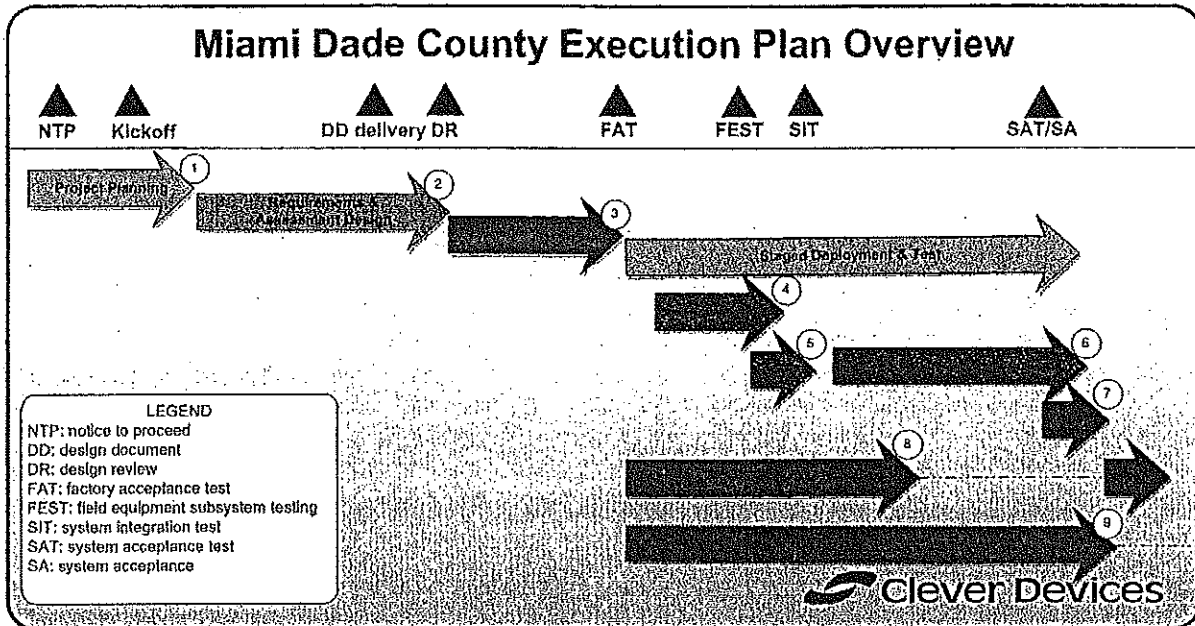 Miami Dade County Execution Plan Overview
NTP
Kickoff
DD delivery
DR
FAT
FEST
SIT
SAT/SA
1
Project Planning
2
Requirements &
Assessment Design
3
Staged Deployment & Test
4
5
6
7
8
9
LEGEND
NTP: notice to proceed
DD: design document
DR: design review
FAT: factory acceptance test
FEST: field equipment subsystem testing
SIT: system integration test
SAT: system acceptance test
SA: system acceptance
Clever Devices